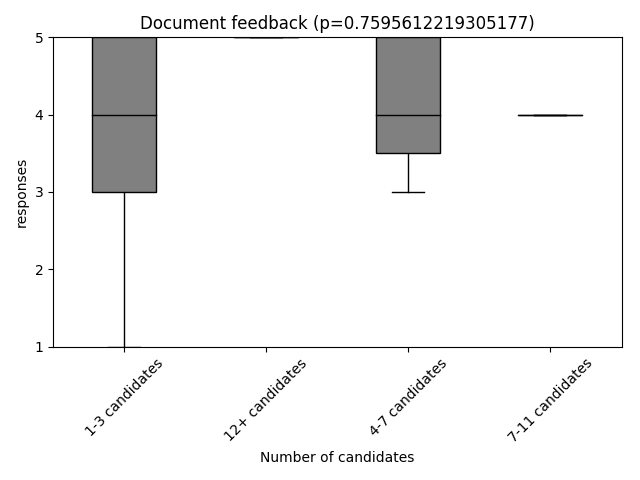 Document feedback (p=0.7595612219305177)
responses
5
4
3
2
1
1-3 candidates
12+ candidates
4-7 candidates
7-11 candidates
Number of candidates